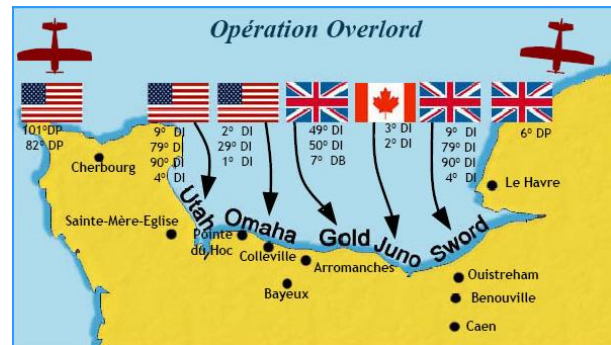 Opération Overlord
101° DP
82° DP
9° DI
79° DI
90° DI
4° DI
2° DI
29° DI
1° DI
49° DI
50° DI
7° DB
3° DI
2° DI
9° DI
79° DI
90° DI
4° DI
6° DP
Cherbourg
Le Havre
Sainte-Mère-Eglise
Utah
Omaha
Gold
Juno
Sword
Pointe
du Hoc
Colleville
Arromanches
Bayeux
Ouistreham
Benouville
Caen